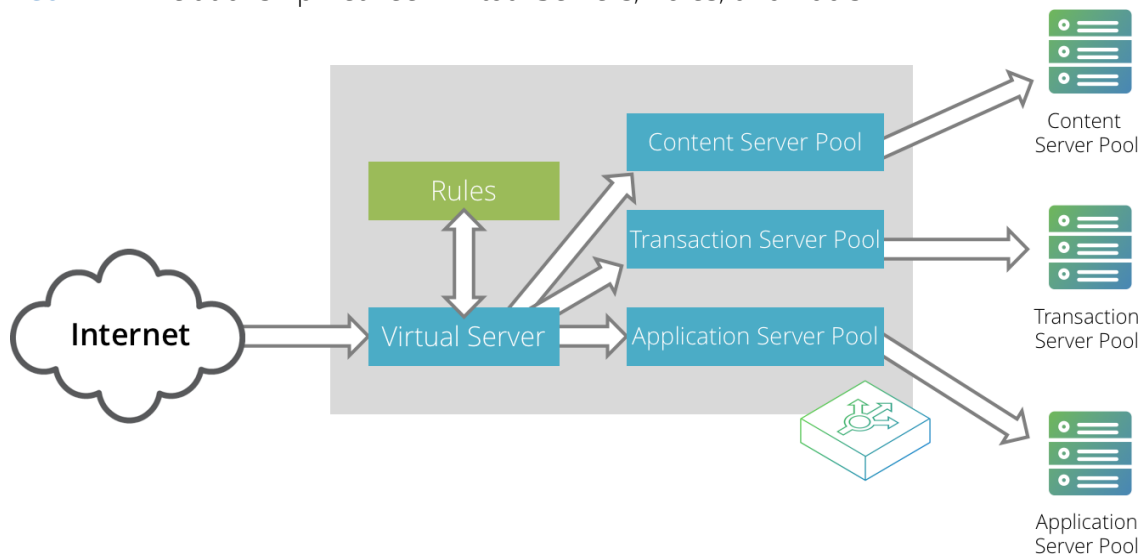 Content Server Pool
Content
Server Pool
Rules
Transaction Server Pool
Internet
Virtual Server
Application Server Pool
Transaction
Server Pool
Application
Server Pool